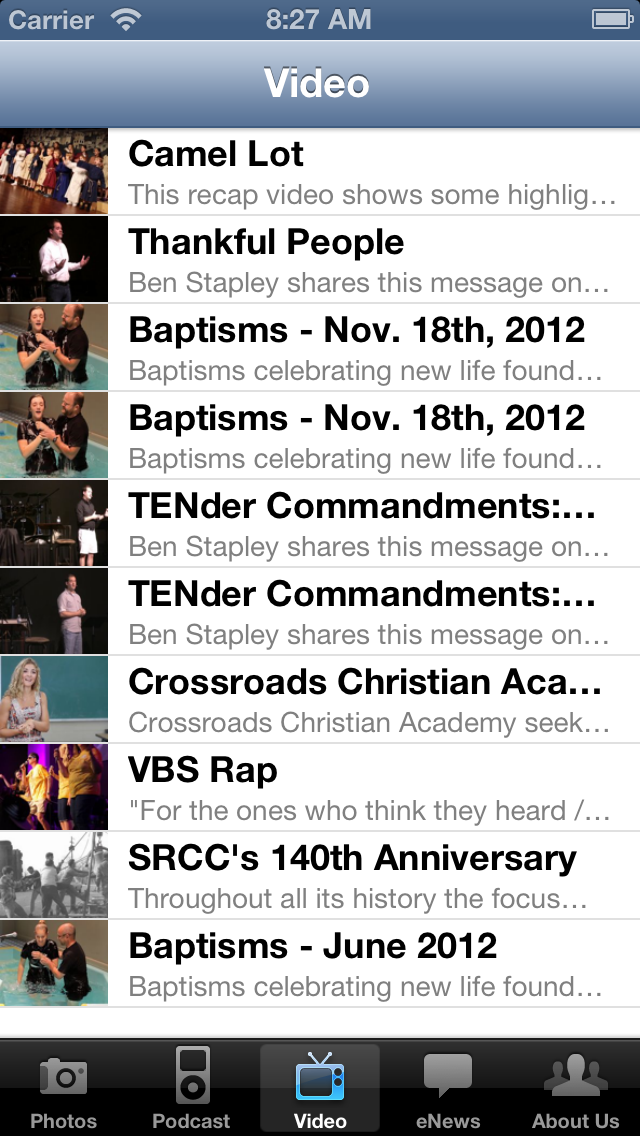 Carrier 8:27 AM
Video
Camel Lot
This recap video shows some highlig...
Thankful People
Ben Stapley shares this message on...
Baptisms - Nov. 18th, 2012
Baptisms celebrating new life found...
Baptisms - Nov. 18th, 2012
Baptisms celebrating new life found...
TENder Commandments:...
Ben Stapley shares this message on...
TENder Commandments:...
Ben Stapley shares this message on...
Crossroads Christian Aca...
Crossroads Christian Academy seek...
VBS Rap
"For the ones who think they heard /...
SRCC's 140th Anniversary
Throughout all its history the focus...
Baptisms - June 2012
Baptisms celebrating new life found...
Photos Podcast Video eNews About Us